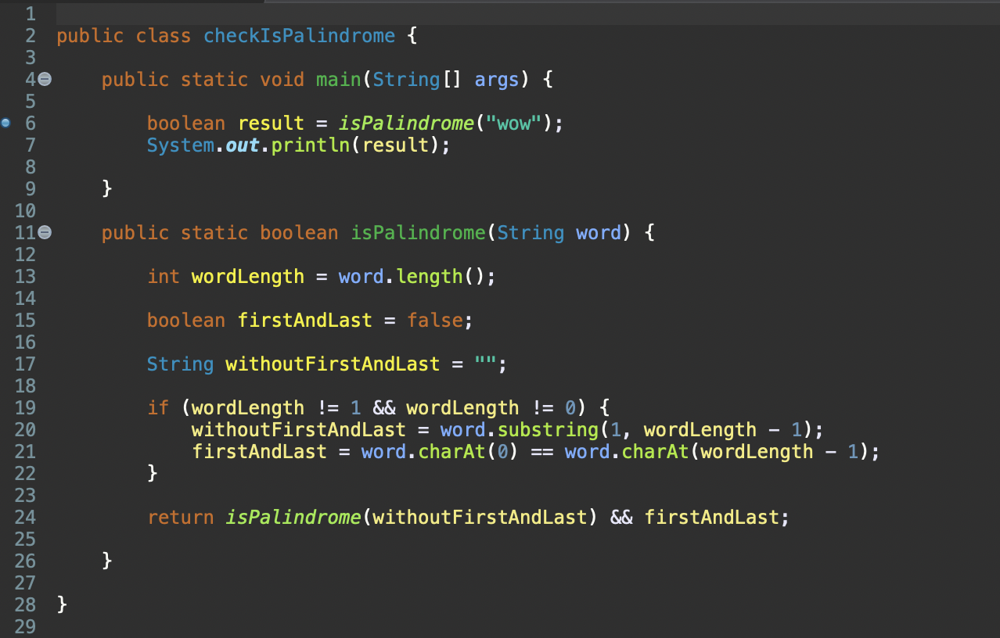 1
2 public class checkIsPalindrome {
3
4     public static void main(String[] args) {
5
6         boolean result = isPalindrome("wow");
7         System.out.println(result);
8
9     }
10
11     public static boolean isPalindrome(String word) {
12
13         int wordLength = word.length();
14
15         boolean firstAndLast = false;
16
17         String withoutFirstAndLast = "";
18
19         if (wordLength != 1 && wordLength != 0) {
20             withoutFirstAndLast = word.substring(1, wordLength - 1);
21             firstAndLast = word.charAt(0) == word.charAt(wordLength - 1);
22         }
23
24         return isPalindrome(withoutFirstAndLast) && firstAndLast;
25
26     }
27
28 }
29